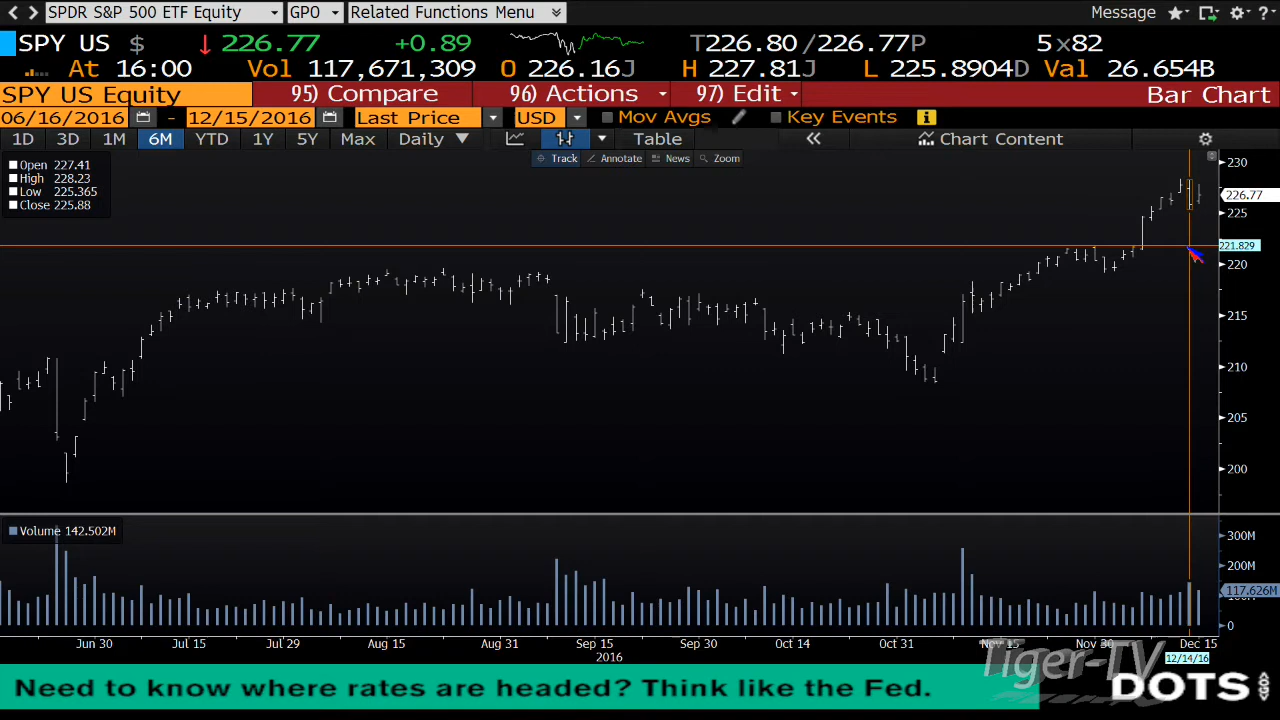 SPDR S&P 500 ETF Equity GPO Related Functions Menu Message ?
SPY US $ ↓ 226.77 +0.89 T226.80 /226.77P 5x82
At 16:00 Vol 117,671,309 O 226.16J H 227.81J L 225.8904D Val 26.654B
SPY US Equity 95) Compare 96) Actions 97) Edit Bar Chart
06/16/2016 - 12/15/2016 Last Price USD Mov Avgs Key Events i
1D 3D 1M 6M YTD 1Y 5Y Max Daily ▼ Table « Chart Content
Track Annotate News Zoom
Open 227.41
High 228.23
Low 225.365
Close 225.88
230
226.77
225
221.829
220
215
210
205
200
Volume 142.502M
300M
200M
117.626M
0
Jun 30 Jul 15 Jul 29 Aug 15 Aug 31 Sep 15 Sep 30 Oct 14 Oct 31 Nov 15 Nov 30 Dec 15
2016
12/14/16
Tiger-TV
Need to know where rates are headed? Think like the Fed.
DOTS